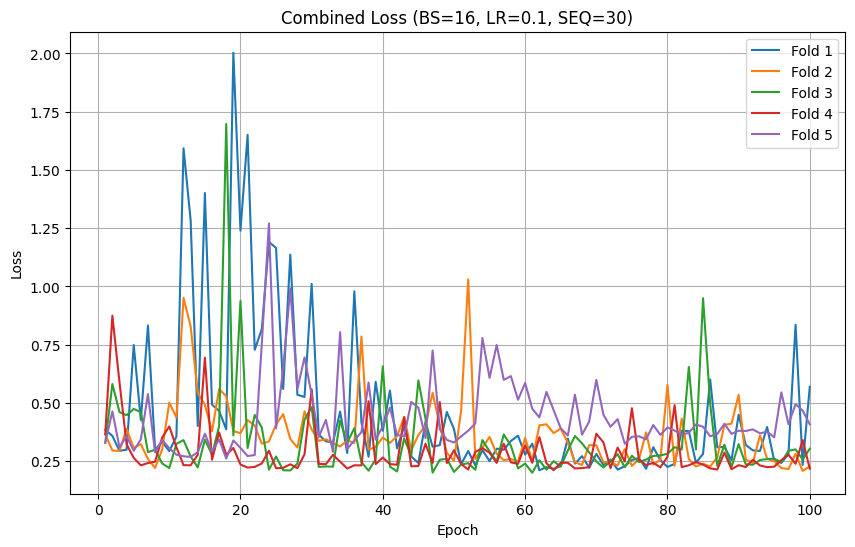 Combined Loss (BS=16, LR=0.1, SEQ=30)
Loss
2.00
1.75
1.50
1.25
1.00
0.75
0.50
0.25
Fold 1
Fold 2
Fold 3
Fold 4
Fold 5
0
20
40
60
80
100
Epoch